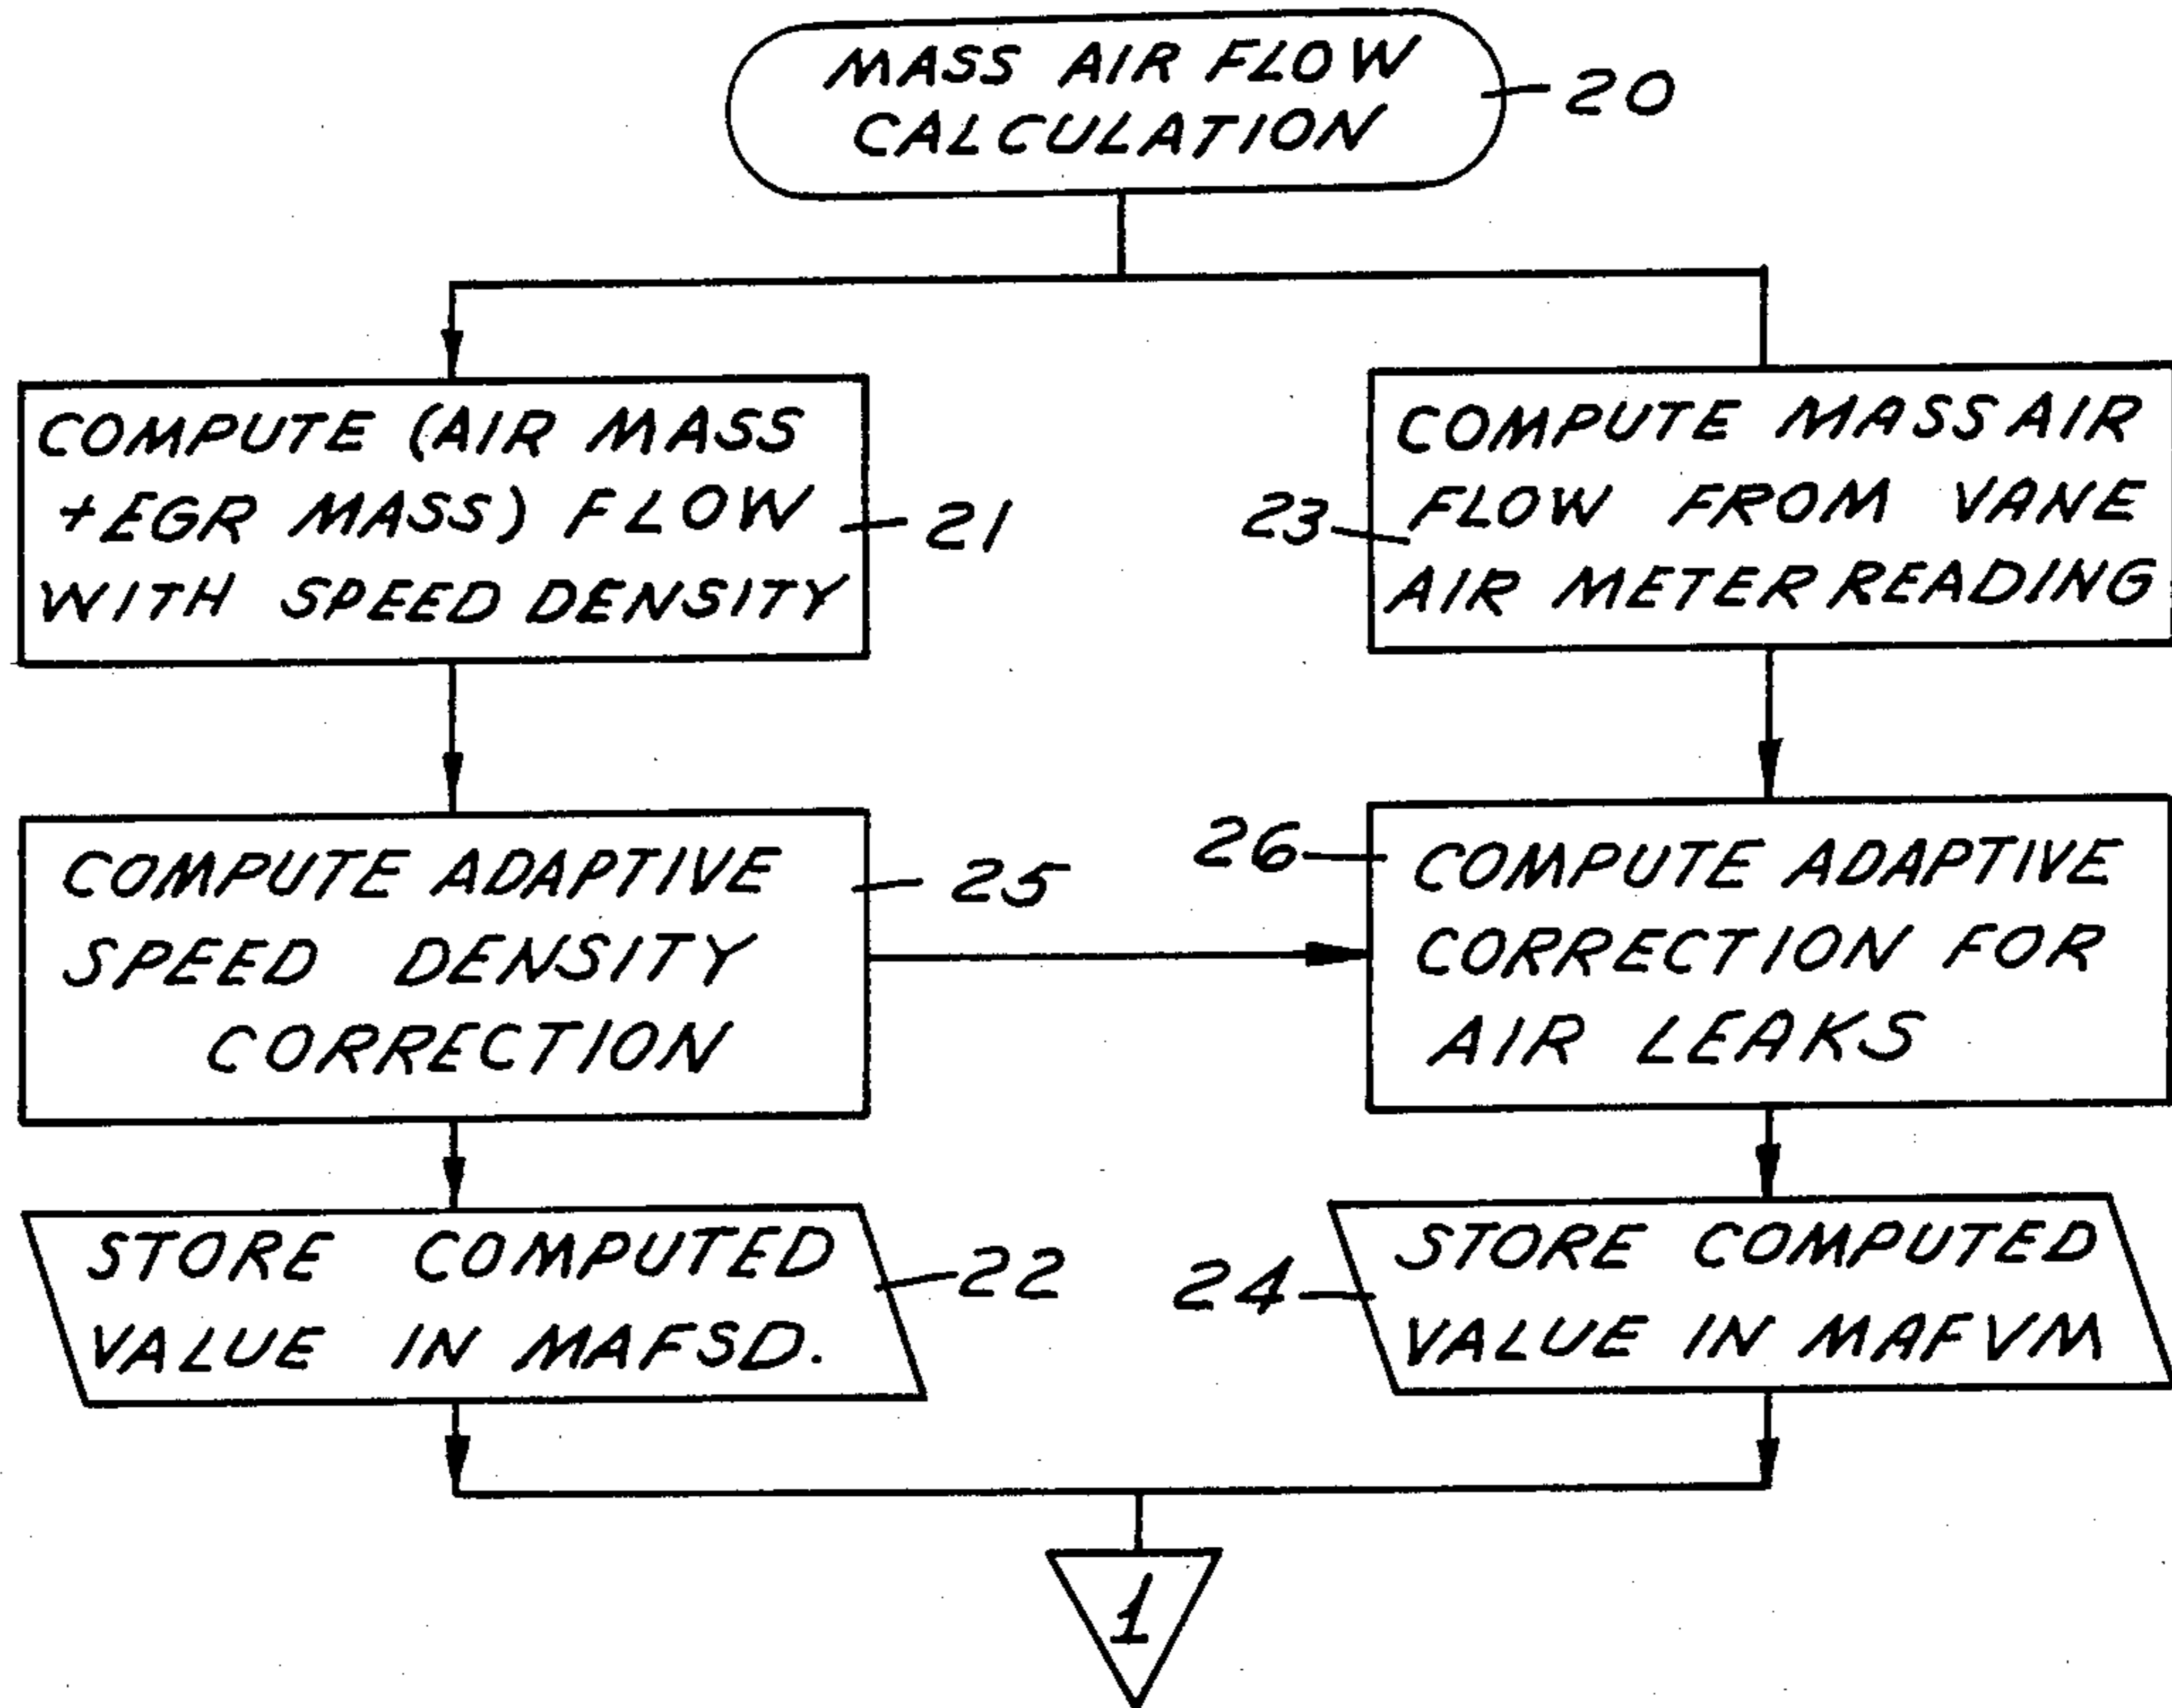 MASS AIR FLOW
CALCULATION
20
COMPUTE (AIR MASS
+EGR MASS) FLOW
WITH SPEED DENSITY
21
23
COMPUTE MASS AIR
FLOW FROM VANE
AIR METER READING
COMPUTE ADAPTIVE
SPEED DENSITY
CORRECTION
25
26
COMPUTE ADAPTIVE
CORRECTION FOR
AIR LEAKS
STORE COMPUTED
VALUE IN MAFSD.
22
24
STORE COMPUTED
VALUE IN MAFVM
1